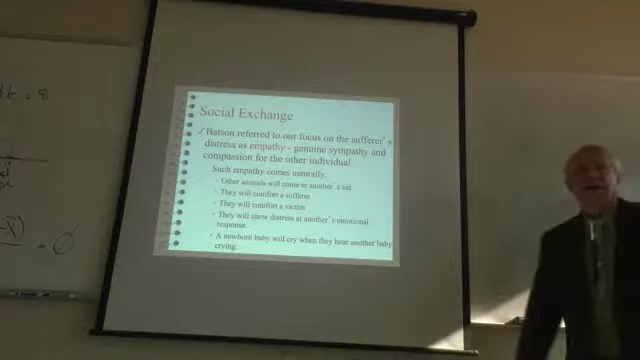 Social Exchange
✓Batson referred to our focus on the sufferer's
distress as empathy - genuine sympathy and
compassion for the other individual
Such empathy comes naturally.
◦ Other animals will come to another's aid
◦ They will comfort a sufferer
◦ They will comfort a victim
◦ They will show distress at another's emotional
response.
◦ A newborn baby will cry when they hear another baby
crying.
= 8
= ∅